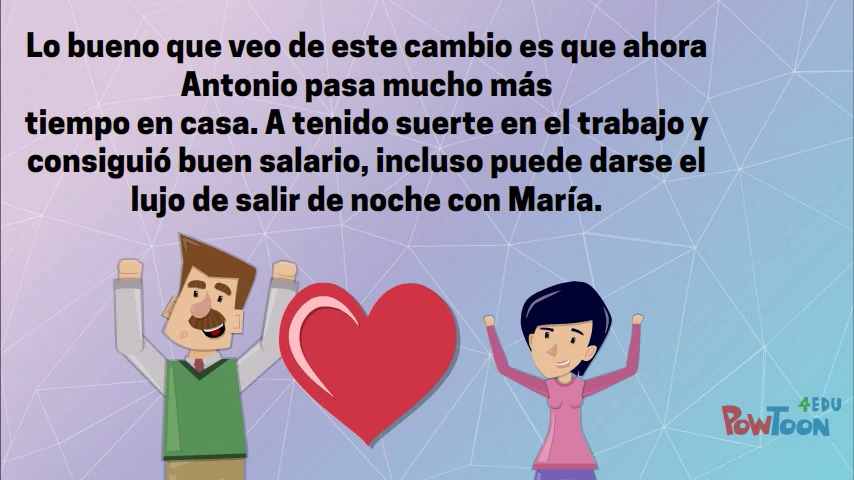 Lo bueno que veo de este cambio es que ahora
Antonio pasa mucho más
tiempo en casa. A tenido suerte en el trabajo y
consiguió buen salario, incluso puede darse el
lujo de salir de noche con María.
4EDU
POWTOON